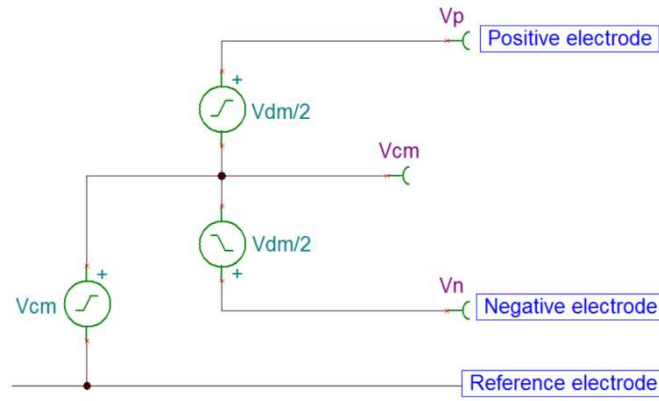 Vp
Positive electrode
+
Vdm/2
Vcm
Vdm/2
+
+
Vcm
Vn
Negative electrode
Reference electrode